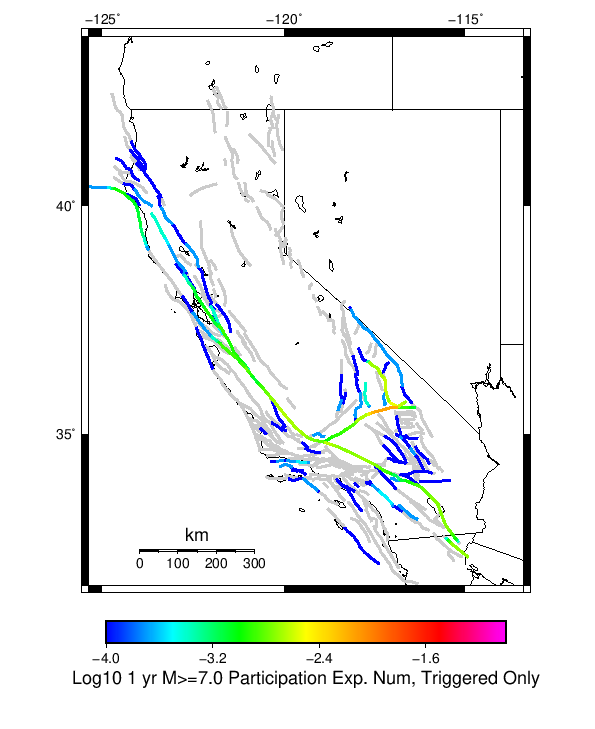 −125° −120° −115°
40°
35°
km
0 100 200 300
−4.0 −3.2 −2.4 −1.6
Log10 1 yr M>=7.0 Participation Exp. Num, Triggered Only